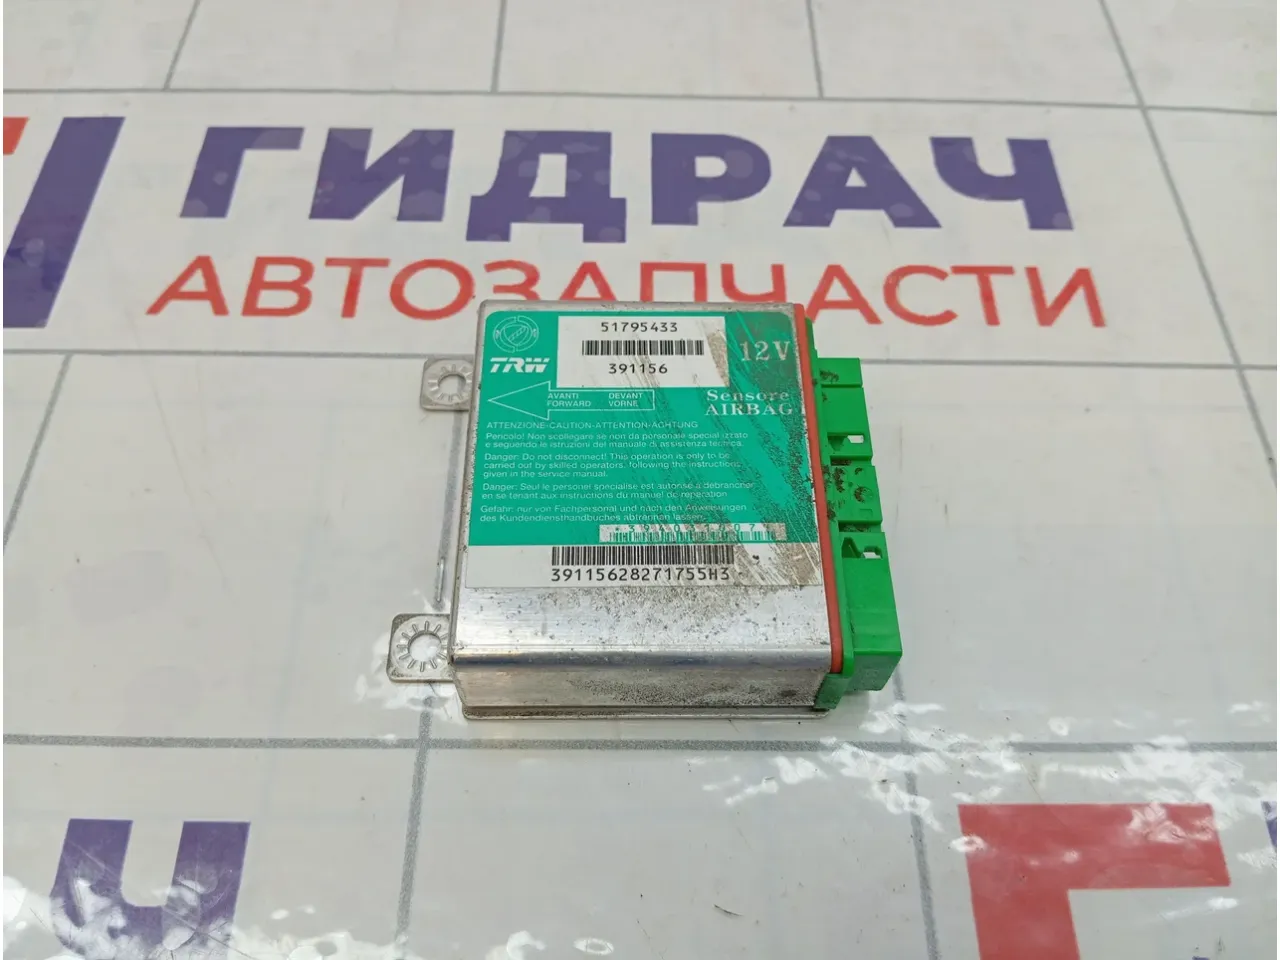 ГИДРАЧ
АВТОЗАПЧАСТИ
51795433
391156
TRW
12V
Sensore
AIRBAG
AVANTI DEVANT
FORWARD VORNE
ATTENZIONE-CAUTION-ATTENTION-ACHTUNG
Pericolo! Non scollegare se non da personale specializzato
e seguendo le istruzioni del manuale di assistenza tecnica.
Danger: Do not disconnect! This operation is only to be
carried out by skilled operators, following the instructions
given in the service manual.
Danger: Seul le personel spécialisé est autorisé à débrancher
en se tenant aux instructions du manuel de réparation
Gefahr: nur von Fachpersonal und nach den Anweisungen
des Kundendiensthandbuches abtrennen lassen.
39115628271755H3
Ч